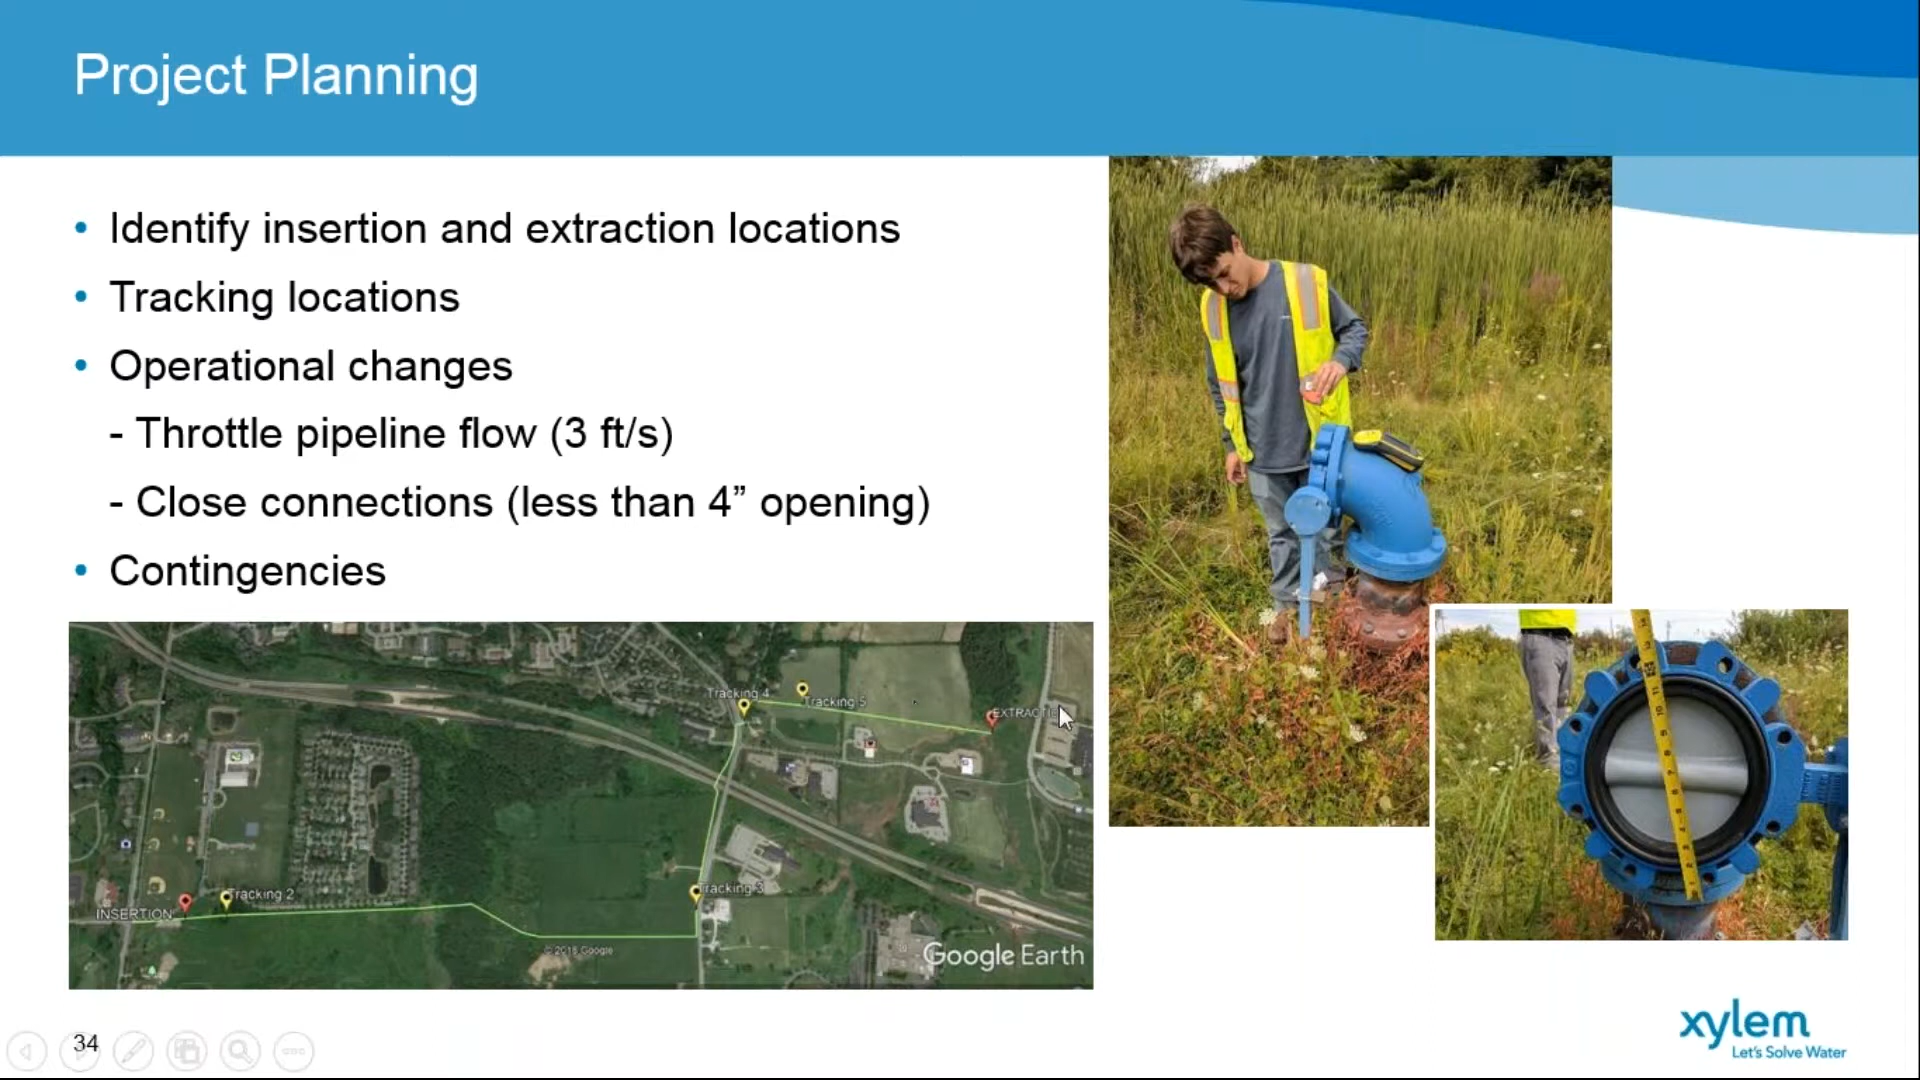 Project Planning
• Identify insertion and extraction locations
• Tracking locations
• Operational changes
- Throttle pipeline flow (3 ft/s)
- Close connections (less than 4” opening)
• Contingencies
Tracking 4
Tracking 5
Tracking 2
INSERTION
Tracking 3
© 2018 Google
Google Earth
34
xylem
Let's Solve Water